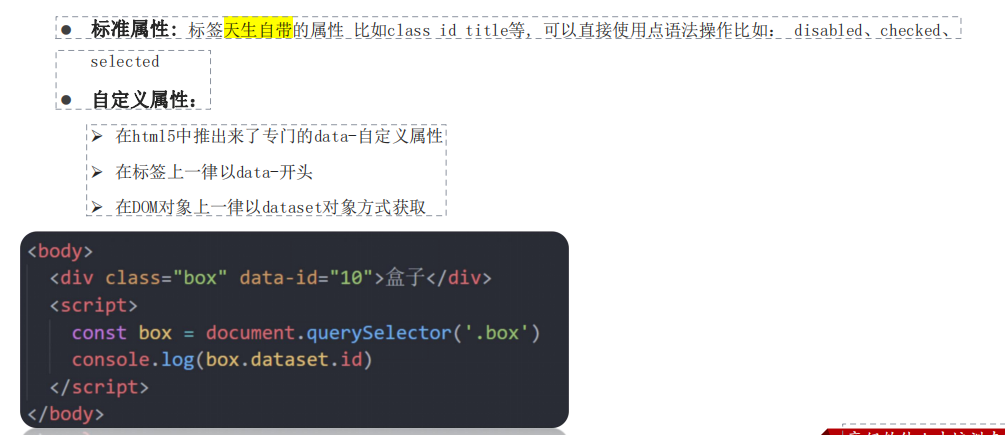 ● 标准属性: 标签天生自带的属性 比如class id title等, 可以直接使用点语法操作比如: disabled、checked、
selected
● 自定义属性:
➢ 在html5中推出来了专门的data-自定义属性
➢ 在标签上一律以data-开头
➢ 在DOM对象上一律以dataset对象方式获取
<body>
<div class="box" data-id="10">盒子</div>
<script>
const box = document.querySelector('.box')
console.log(box.dataset.id)
</script>
</body>